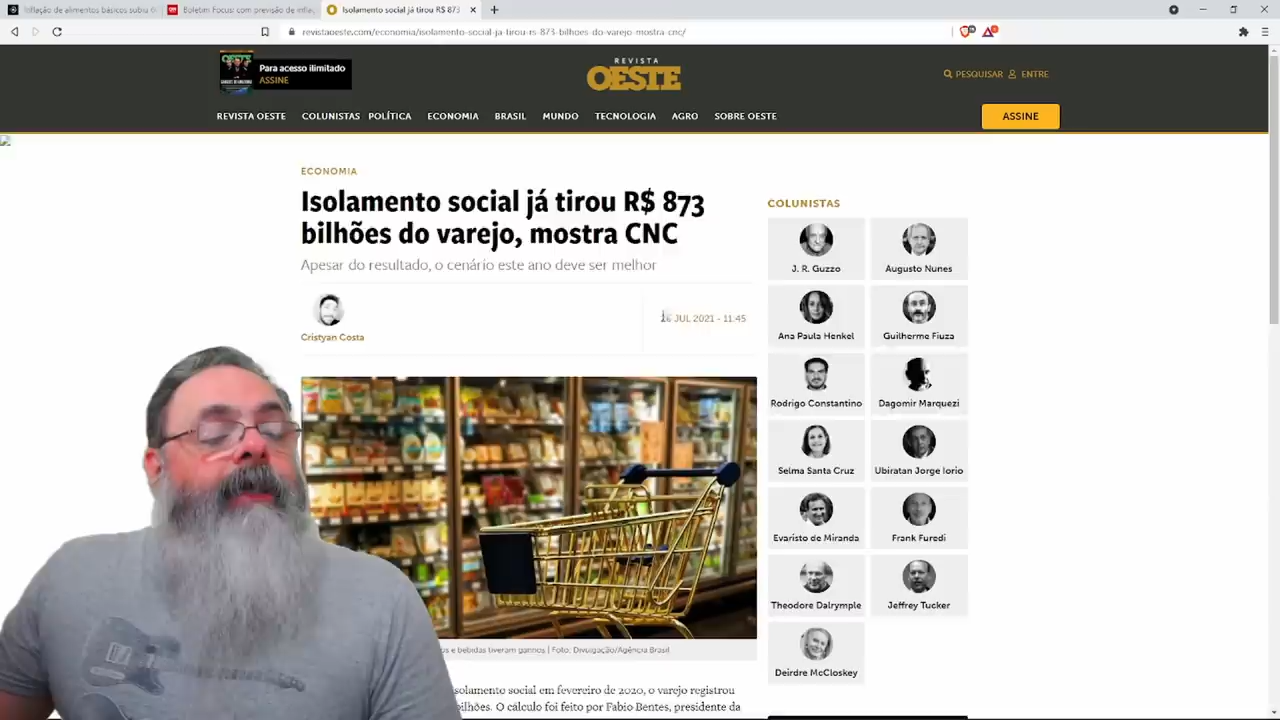 Inflação de alimentos básicos subiu
Boletim Focus: com previsão de infla
Isolamento social já tirou R$ 873
revistaoeste.com/economia/isolamento-social-ja-tirou-rs-873-bilhoes-do-varejo-mostra-cnc/
OESTE
Para acesso ilimitado
ASSINE
REVISTA
OESTE
PESQUISAR
ENTRE
REVISTA OESTE
COLUNISTAS
POLÍTICA
ECONOMIA
BRASIL
MUNDO
TECNOLOGIA
AGRO
SOBRE OESTE
ASSINE
ECONOMIA
Isolamento social já tirou R$ 873
bilhões do varejo, mostra CNC
Apesar do resultado, o cenário este ano deve ser melhor
Cristyan Costa
JUL 2021 - 11:45
os e bebidas tiveram ganhos | Foto: Divulgação/Agência Brasil
solamento social em fevereiro de 2020, o varejo registrou
bilhões. O cálculo foi feito por Fabio Bentes, presidente da
COLUNISTAS
J. R. Guzzo
Augusto Nunes
Ana Paula Henkel
Guilherme Fiuza
Rodrigo Constantino
Dagomir Marquezi
Selma Santa Cruz
Ubiratan Jorge Iorio
Evaristo de Miranda
Frank Furedi
Theodore Dalrymple
Jeffrey Tucker
Deirdre McCloskey